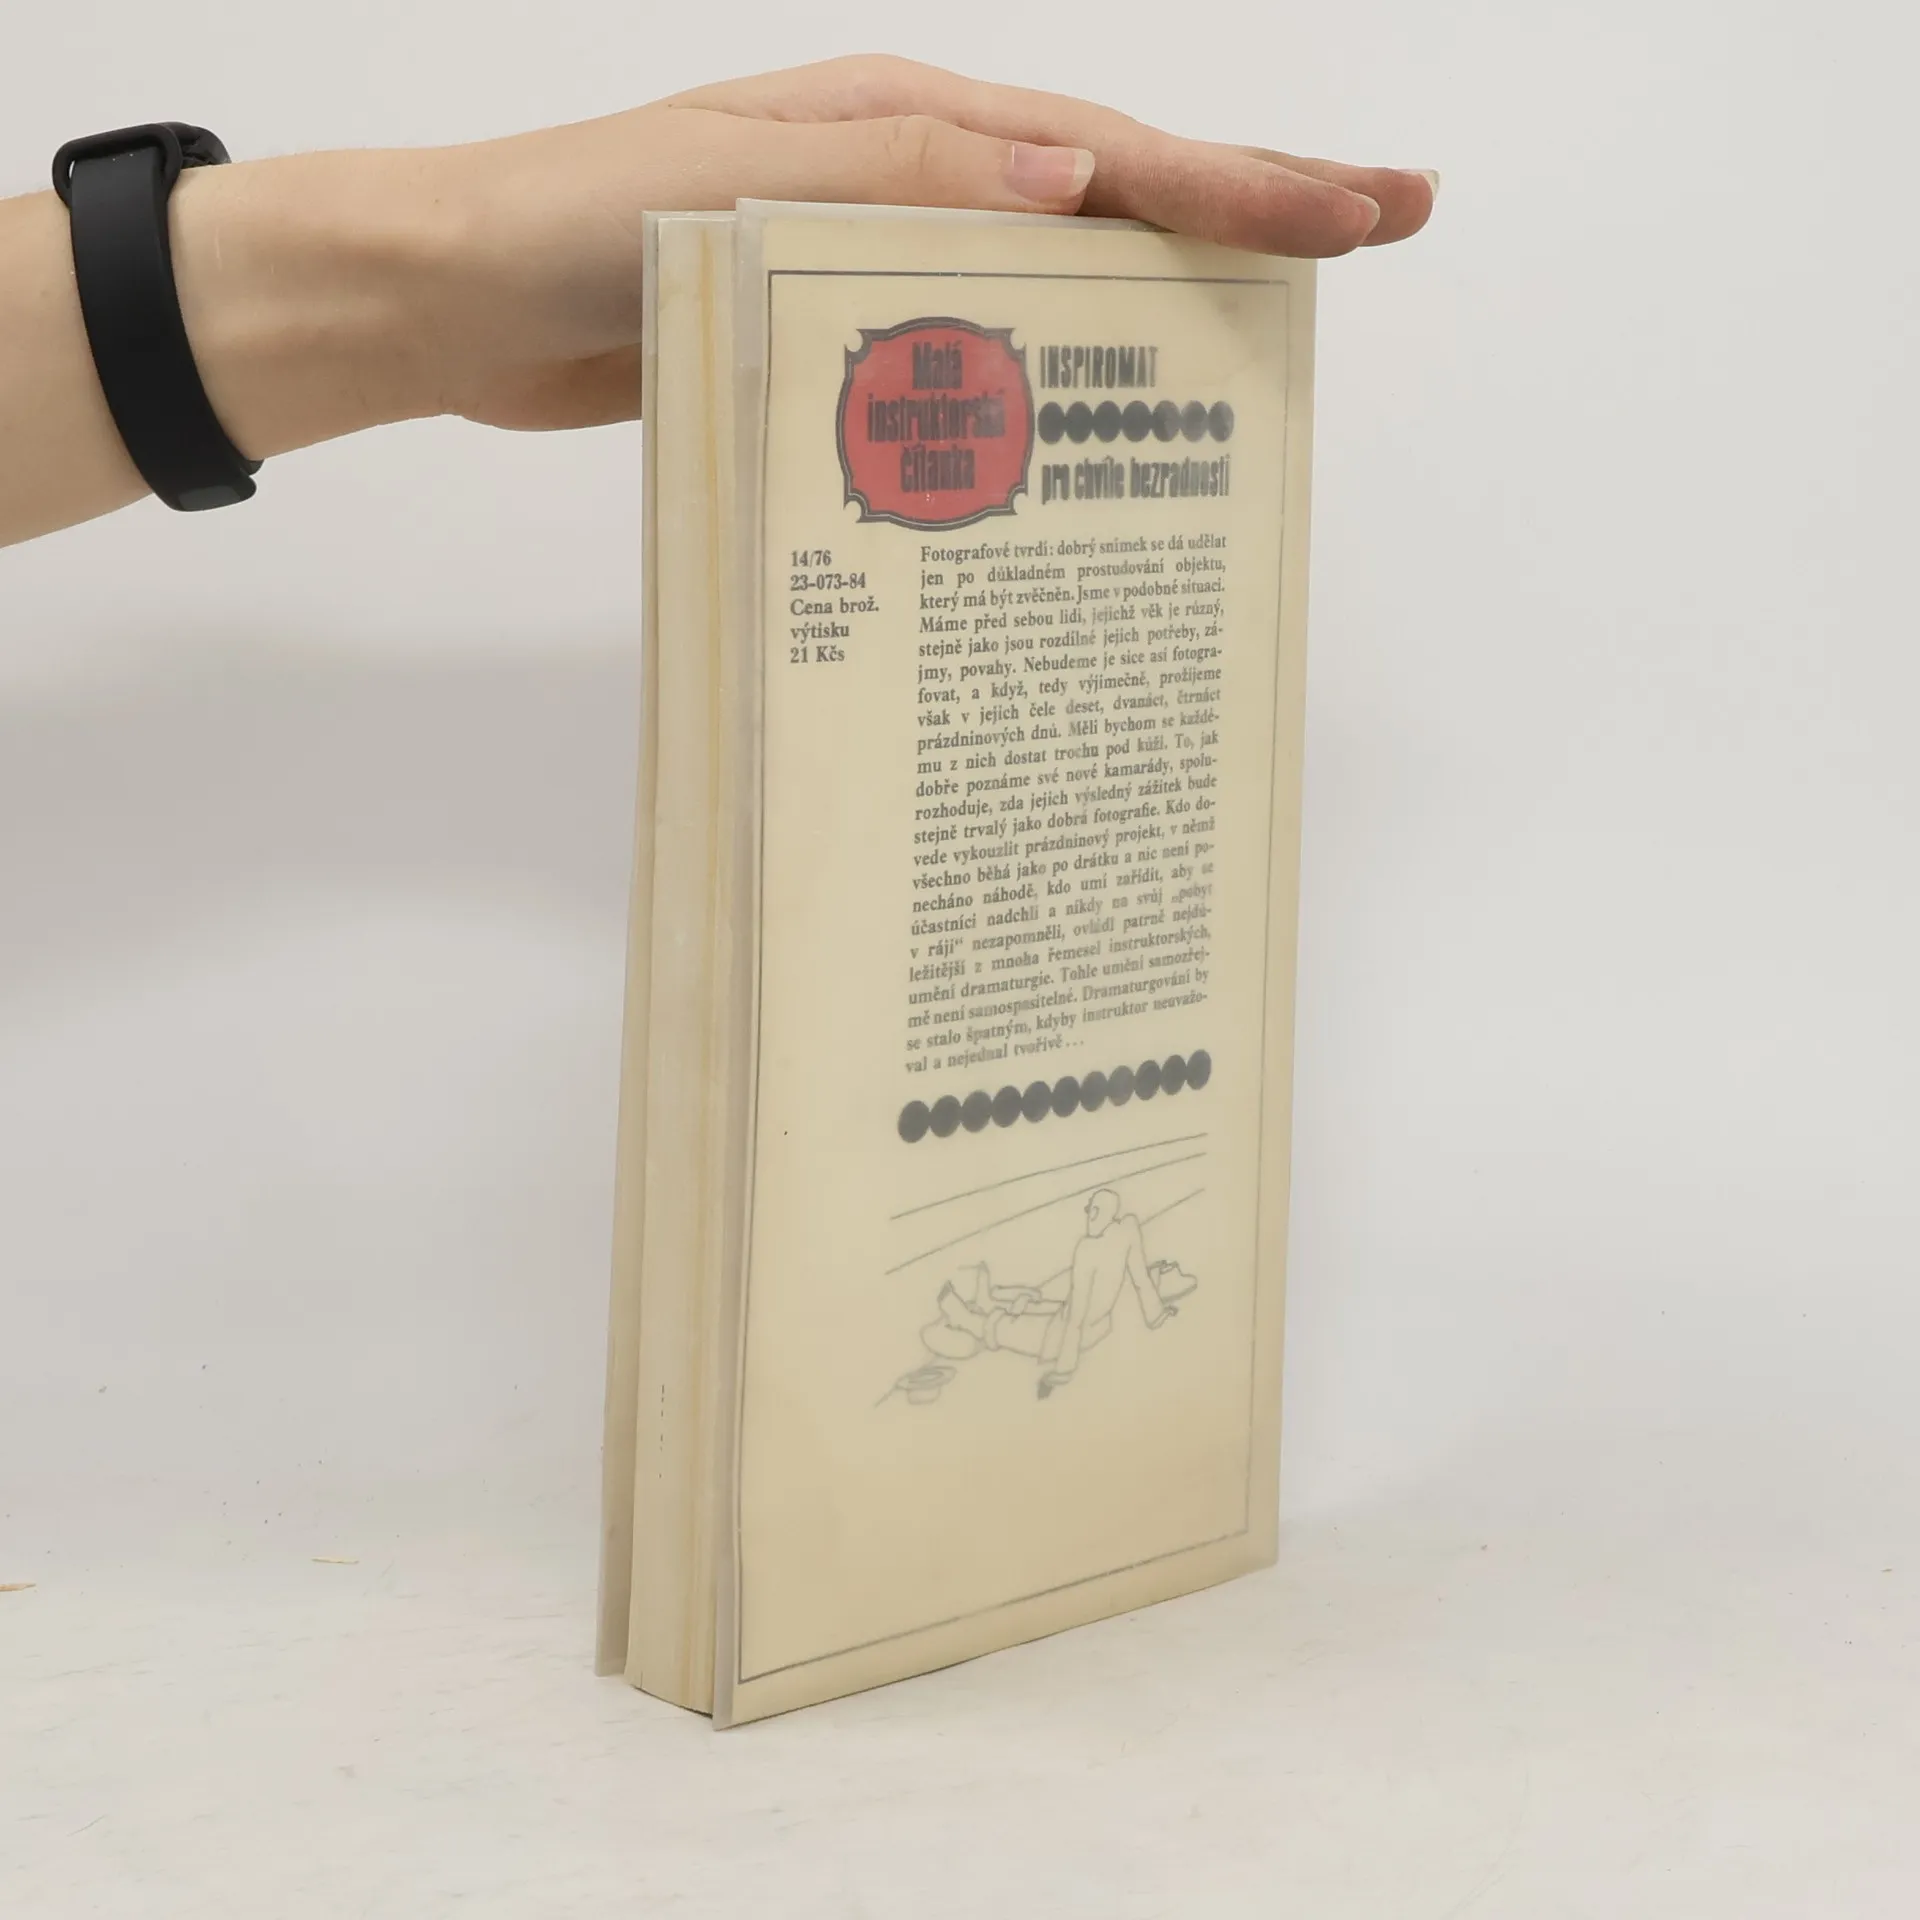 Malá
instruktorská
čítanka
INSPIROMAT
pro chvíle bezradnosti
14/76
23-073-84
Cena brož.
výtisku
21 Kčs
Fotografové tvrdí: dobrý snímek se dá udělat
jen po důkladném prostudování objektu,
který má být zvěčněn. Jsme v podobné situaci.
Máme před sebou lidi, jejichž věk je různý,
stejně jako jsou rozdílné jejich potřeby, zá-
jmy, povahy. Nebudeme je sice asi fotogra-
fovat, a když, tedy výjimečně, prožijeme
však v jejich čele deset, dvanáct, čtrnáct
prázdninových dnů. Měli bychom se každé-
mu z nich dostat trochu pod kůži. To, jak
dobře poznáme své nové kamarády, spolu-
rozhoduje, zda jejich výsledný zážitek bude
stejně trvalý jako dobrá fotografie. Kdo do-
vede vykouzlit prázdninový projekt, v němž
všechno běhá jako po drátku a nic není po-
necháno náhodě, kdo umí zařídit, aby se
účastníci nadchli a nikdy na svůj „pobyt
v ráji“ nezapomněli, ovládl patrně nejdů-
ležitější z mnoha řemesel instruktorských,
umění dramaturgie. Tohle umění samozřej-
mě není samospasitelné. Dramaturgování by
se stalo špatným, kdyby instruktor neuvažo-
val a nejednal tvořivě...